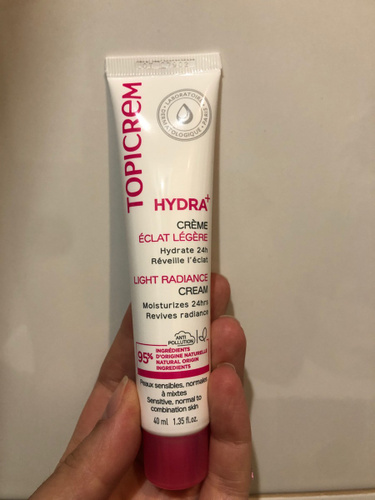 TOPICREM
LABORATOIRE
HYDRA+
CRÈME
ÉCLAT LÉGÈRE
Hydrate 24h
Réveille l'éclat
LIGHT RADIANCE
CREAM
Moisturizes 24hrs
Revives radiance
ANTI
POLLUTION
95%
INGRÉDIENTS
D'ORIGINE NATURELLE
NATURAL ORIGIN
INGREDIENTS
Peaux sensibles, normales
à mixtes
Sensitive, normal to
combination skin
40 ml 1.35 fl.oz.